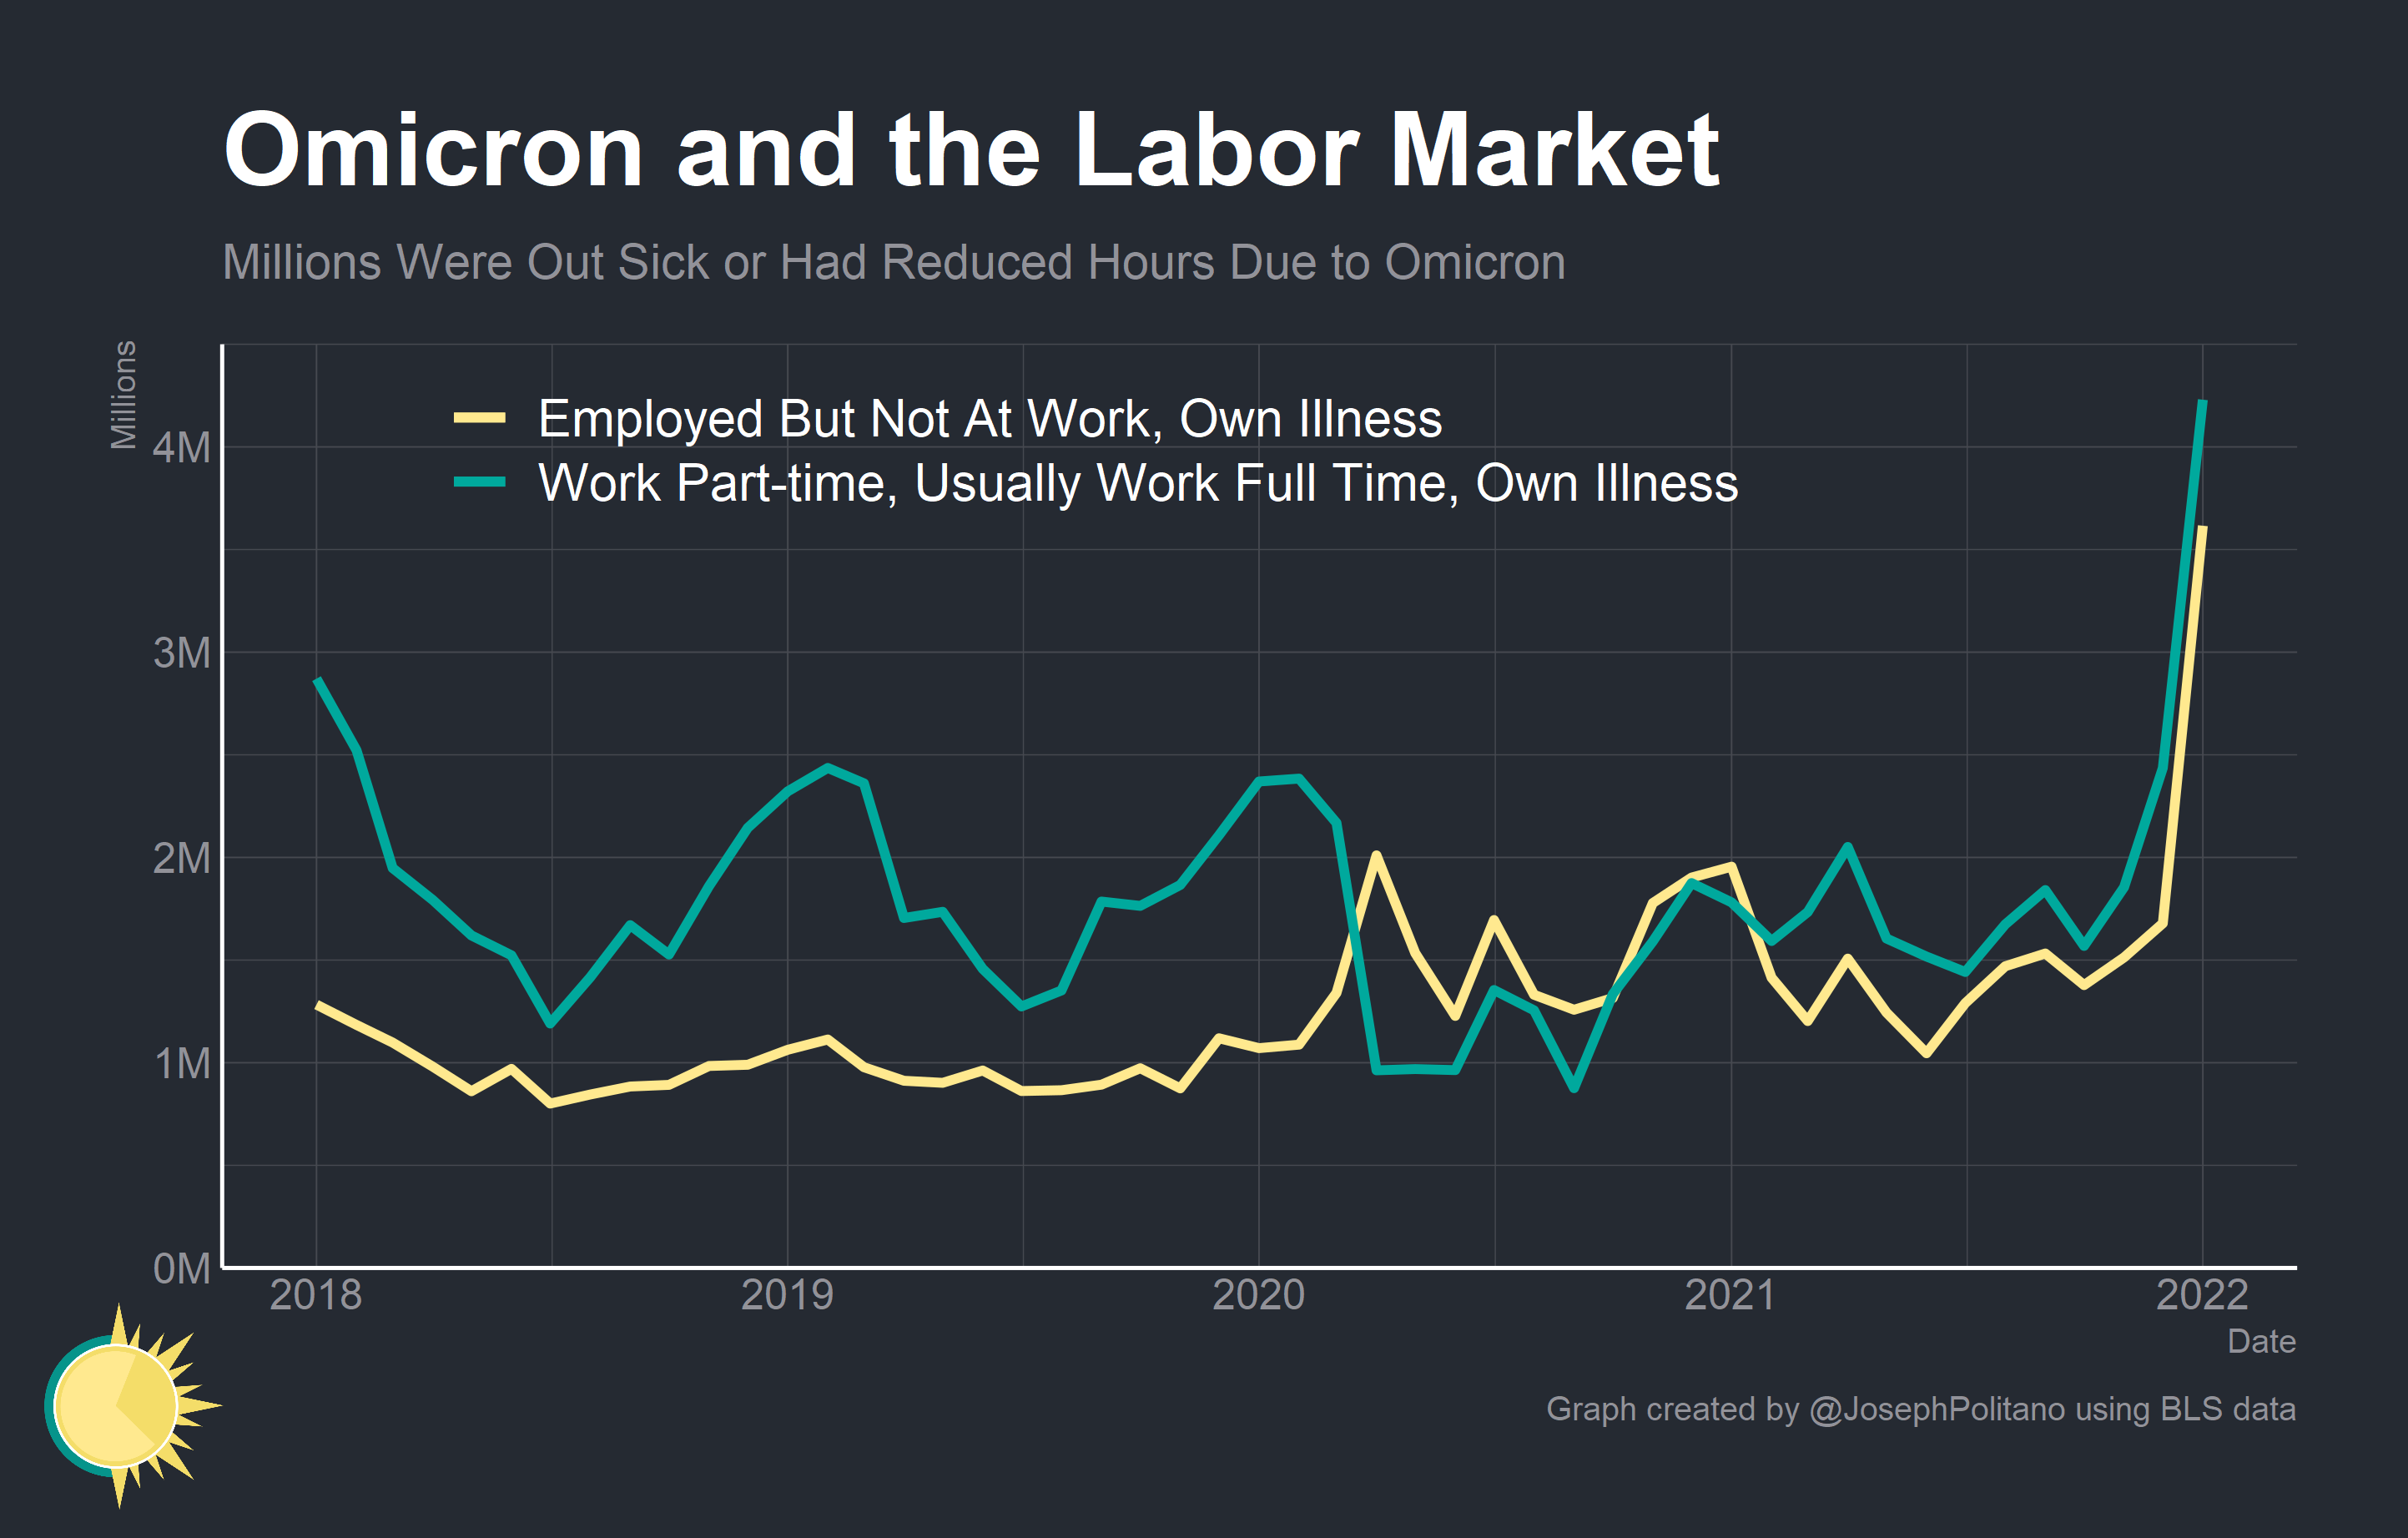 Omicron and the Labor Market
Millions Were Out Sick or Had Reduced Hours Due to Omicron
Millions
Employed But Not At Work, Own Illness
Work Part-time, Usually Work Full Time, Own Illness
4M
3M
2M
1M
0M
2018 2019 2020 2021 2022
Date
Graph created by @JosephPolitano using BLS data